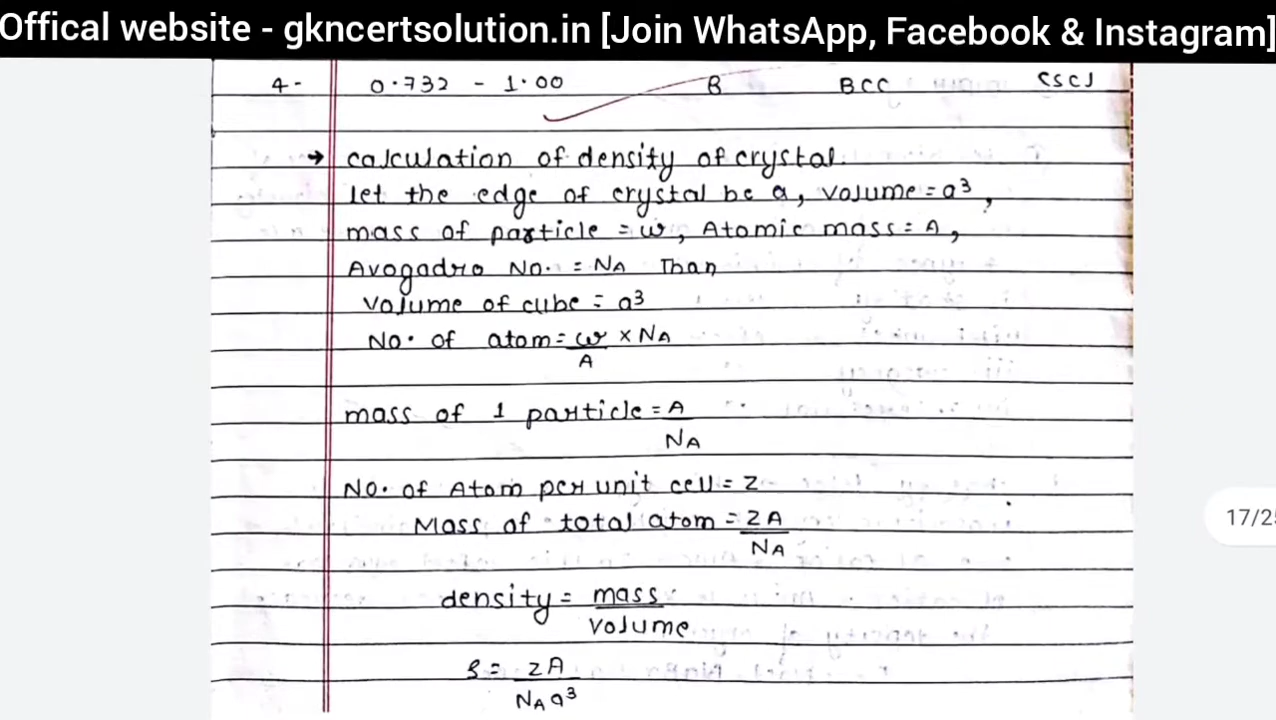 Offical website - gkncertsolution.in [Join WhatsApp, Facebook & Instagram]
4- 0.732 - 1.00 B BCC CsCl
→ calculation of density of crystal.
let the edge of crystal be a, volume = a³,
mass of particle = w, Atomic mass = A,
Avogadro No. = NA Than
volume of cube = a³
No. of atom = w/A × NA
mass of 1 particle = A/NA
No. of Atom per unit cell = Z
Mass of total atom = ZA/NA
density = mass/volume
ρ = ZA/NA a³
17/25